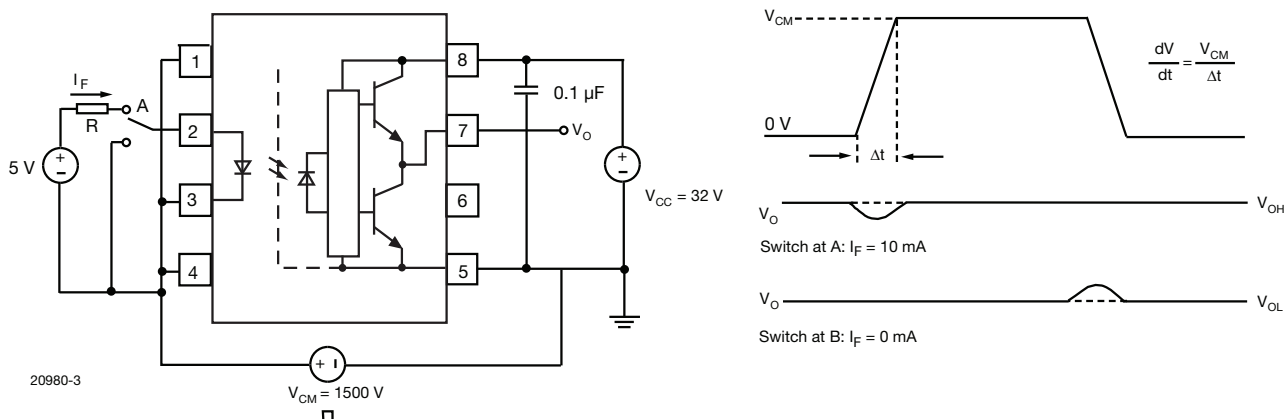 I_F
A
R
5 V
+
-
1
2
3
4
8
7
6
5
0.1 µF
V_O
+
-
V_CC = 32 V
+ -
V_CM = 1500 V
20980-3
V_CM
0 V
Δt
dV/dt = V_CM/Δt
V_O
V_OH
Switch at A: I_F = 10 mA
V_O
V_OL
Switch at B: I_F = 0 mA